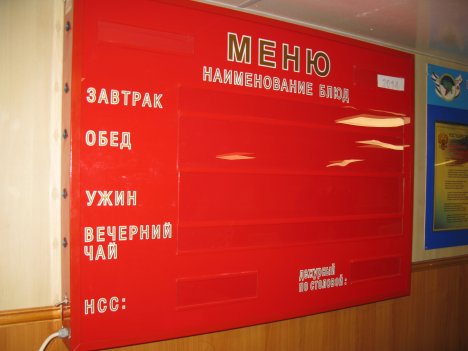 МЕНЮ
НАИМЕНОВАНИЕ БЛЮД
ЗАВТРАК
ОБЕД
УЖИН
ВЕЧЕРНИЙ
ЧАЙ
НСС:
дежурный
по столовой: